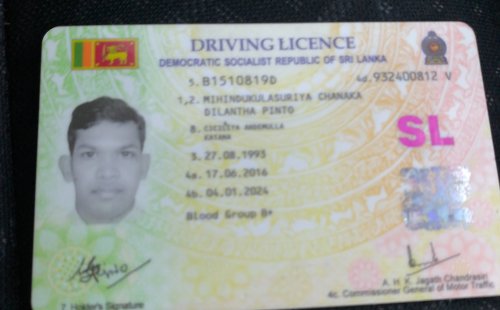 DRIVING LICENCE
DEMOCRATIC SOCIALIST REPUBLIC OF SRI LANKA
5. B1510819D 4d. 932400812 V
1,2. MIHINDUKULASURIYA CHANAKA
DILANTHA PINTO
8.
KATANA
SL
3. 27.08.1993
4a. 17.06.2016
4b. 04.01.2024
Blood Group B+
A. H. K. Jagath Chandrasiri
7. Holder's Signature 4c. Commissioner General of Motor Traffic